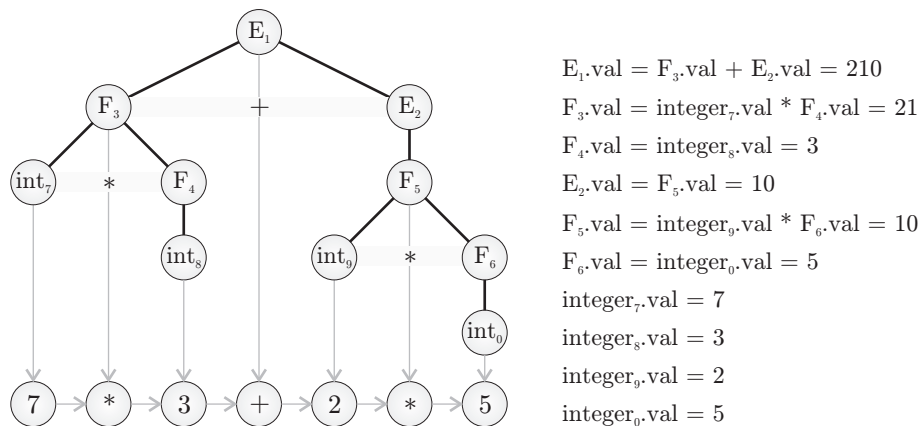 E₁
E₁.val = F₃.val + E₂.val = 210
F₃ + E₂
F₃.val = integer₇.val * F₄.val = 21
F₄.val = integer₈.val = 3
int₇ * F₄ F₅
E₂.val = F₅.val = 10
F₅.val = integer₉.val * F₆.val = 10
int₈ int₉ * F₆
F₆.val = integer₀.val = 5
integer₇.val = 7
int₀
integer₈.val = 3
integer₉.val = 2
7 * 3 + 2 * 5
integer₀.val = 5